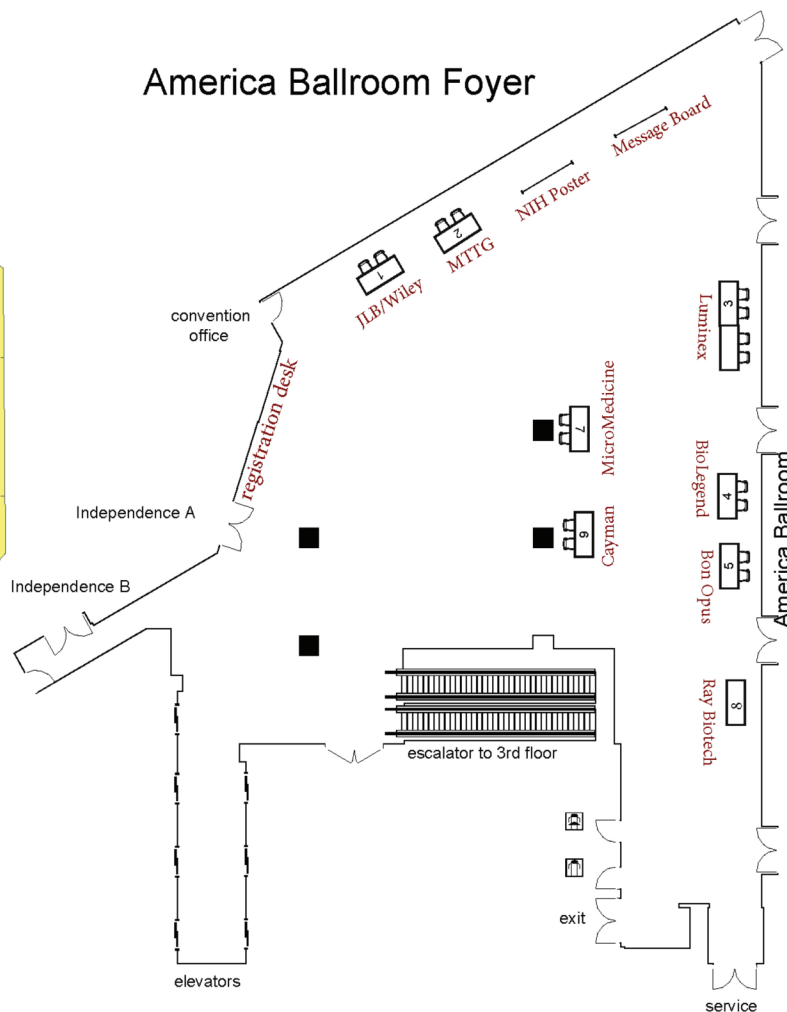 America Ballroom Foyer
Message Board
NIH Poster
2
MTTG
1
JLB/Wiley
convention
office
registration desk
3
Luminex
7
MicroMedicine
4
BioLegend
America Ballroom
Independence A
6
Cayman
5
Bon Opus
Independence B
8
Ray Biotech
escalator to 3rd floor
exit
elevators
service